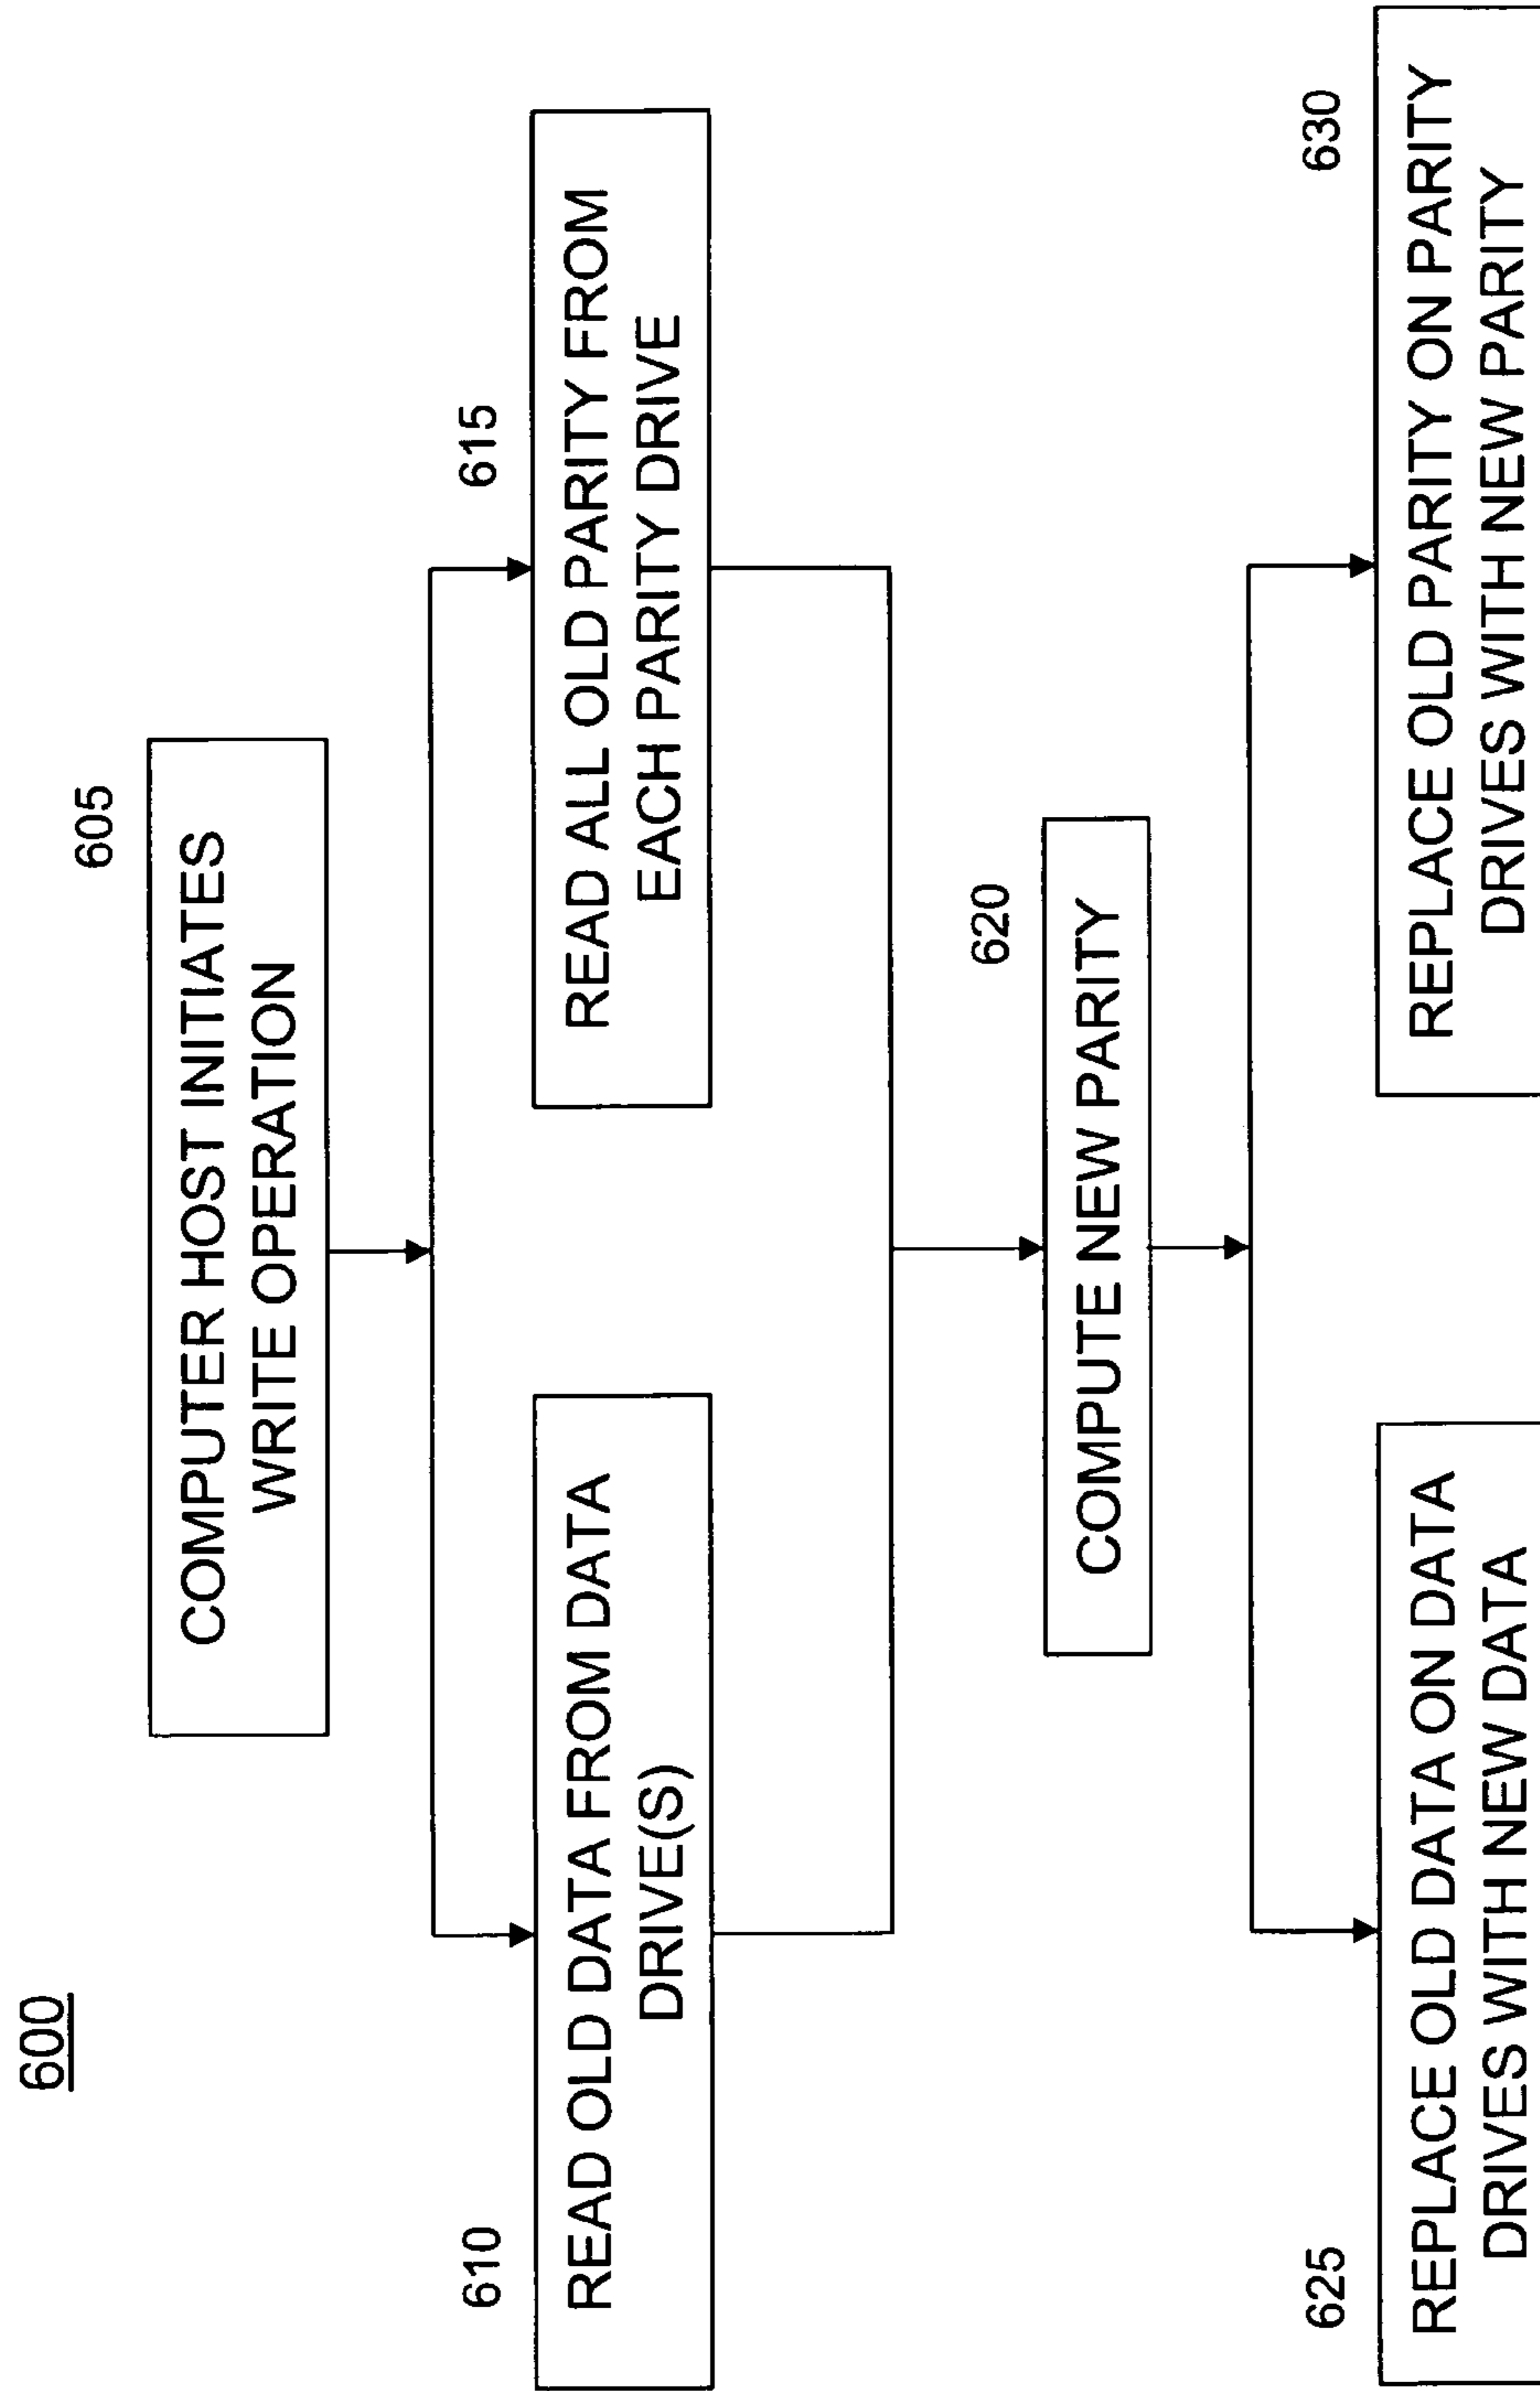 600
605
COMPUTER HOST INITIATES
WRITE OPERATION
610
READ OLD DATA FROM DATA
DRIVE(S)
615
READ ALL OLD PARITY FROM
EACH PARITY DRIVE
620
COMPUTE NEW PARITY
625
REPLACE OLD DATA ON DATA
DRIVES WITH NEW DATA
630
REPLACE OLD PARITY ON PARITY
DRIVES WITH NEW PARITY